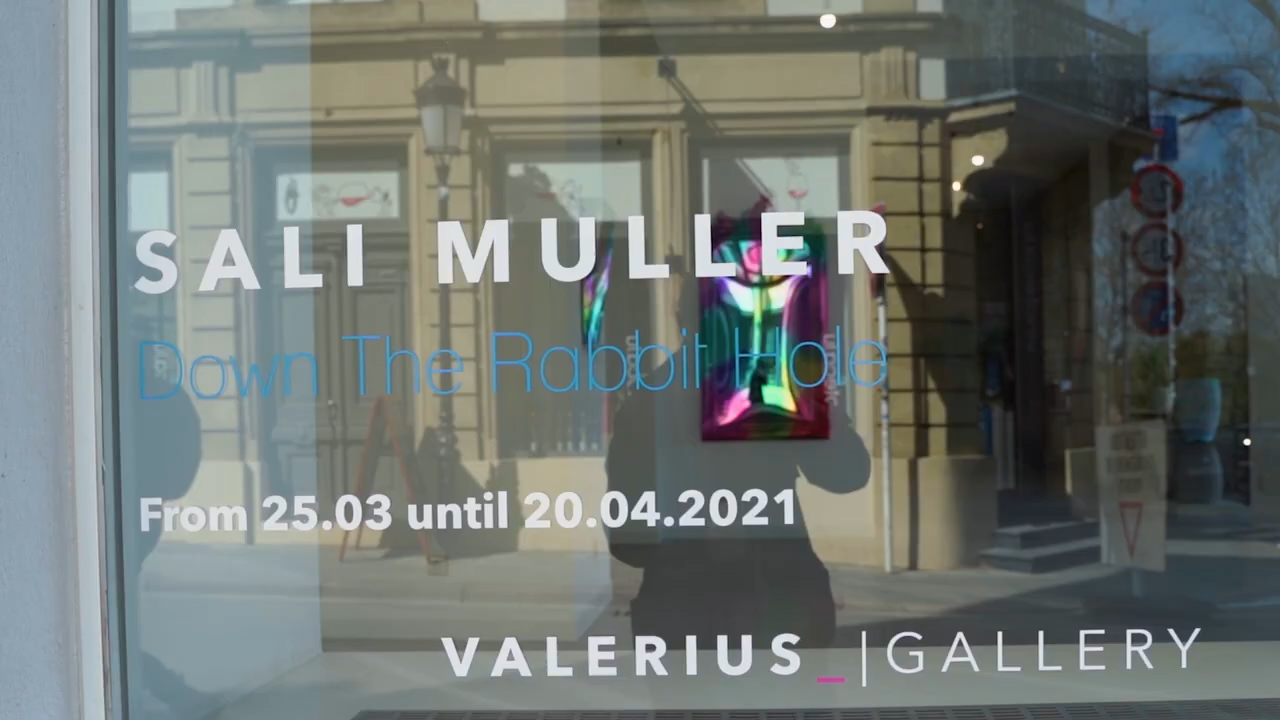 SALI MULLER
Down The Rabbit Hole
From 25.03 until 20.04.2021
VALERIUS_|GALLERY